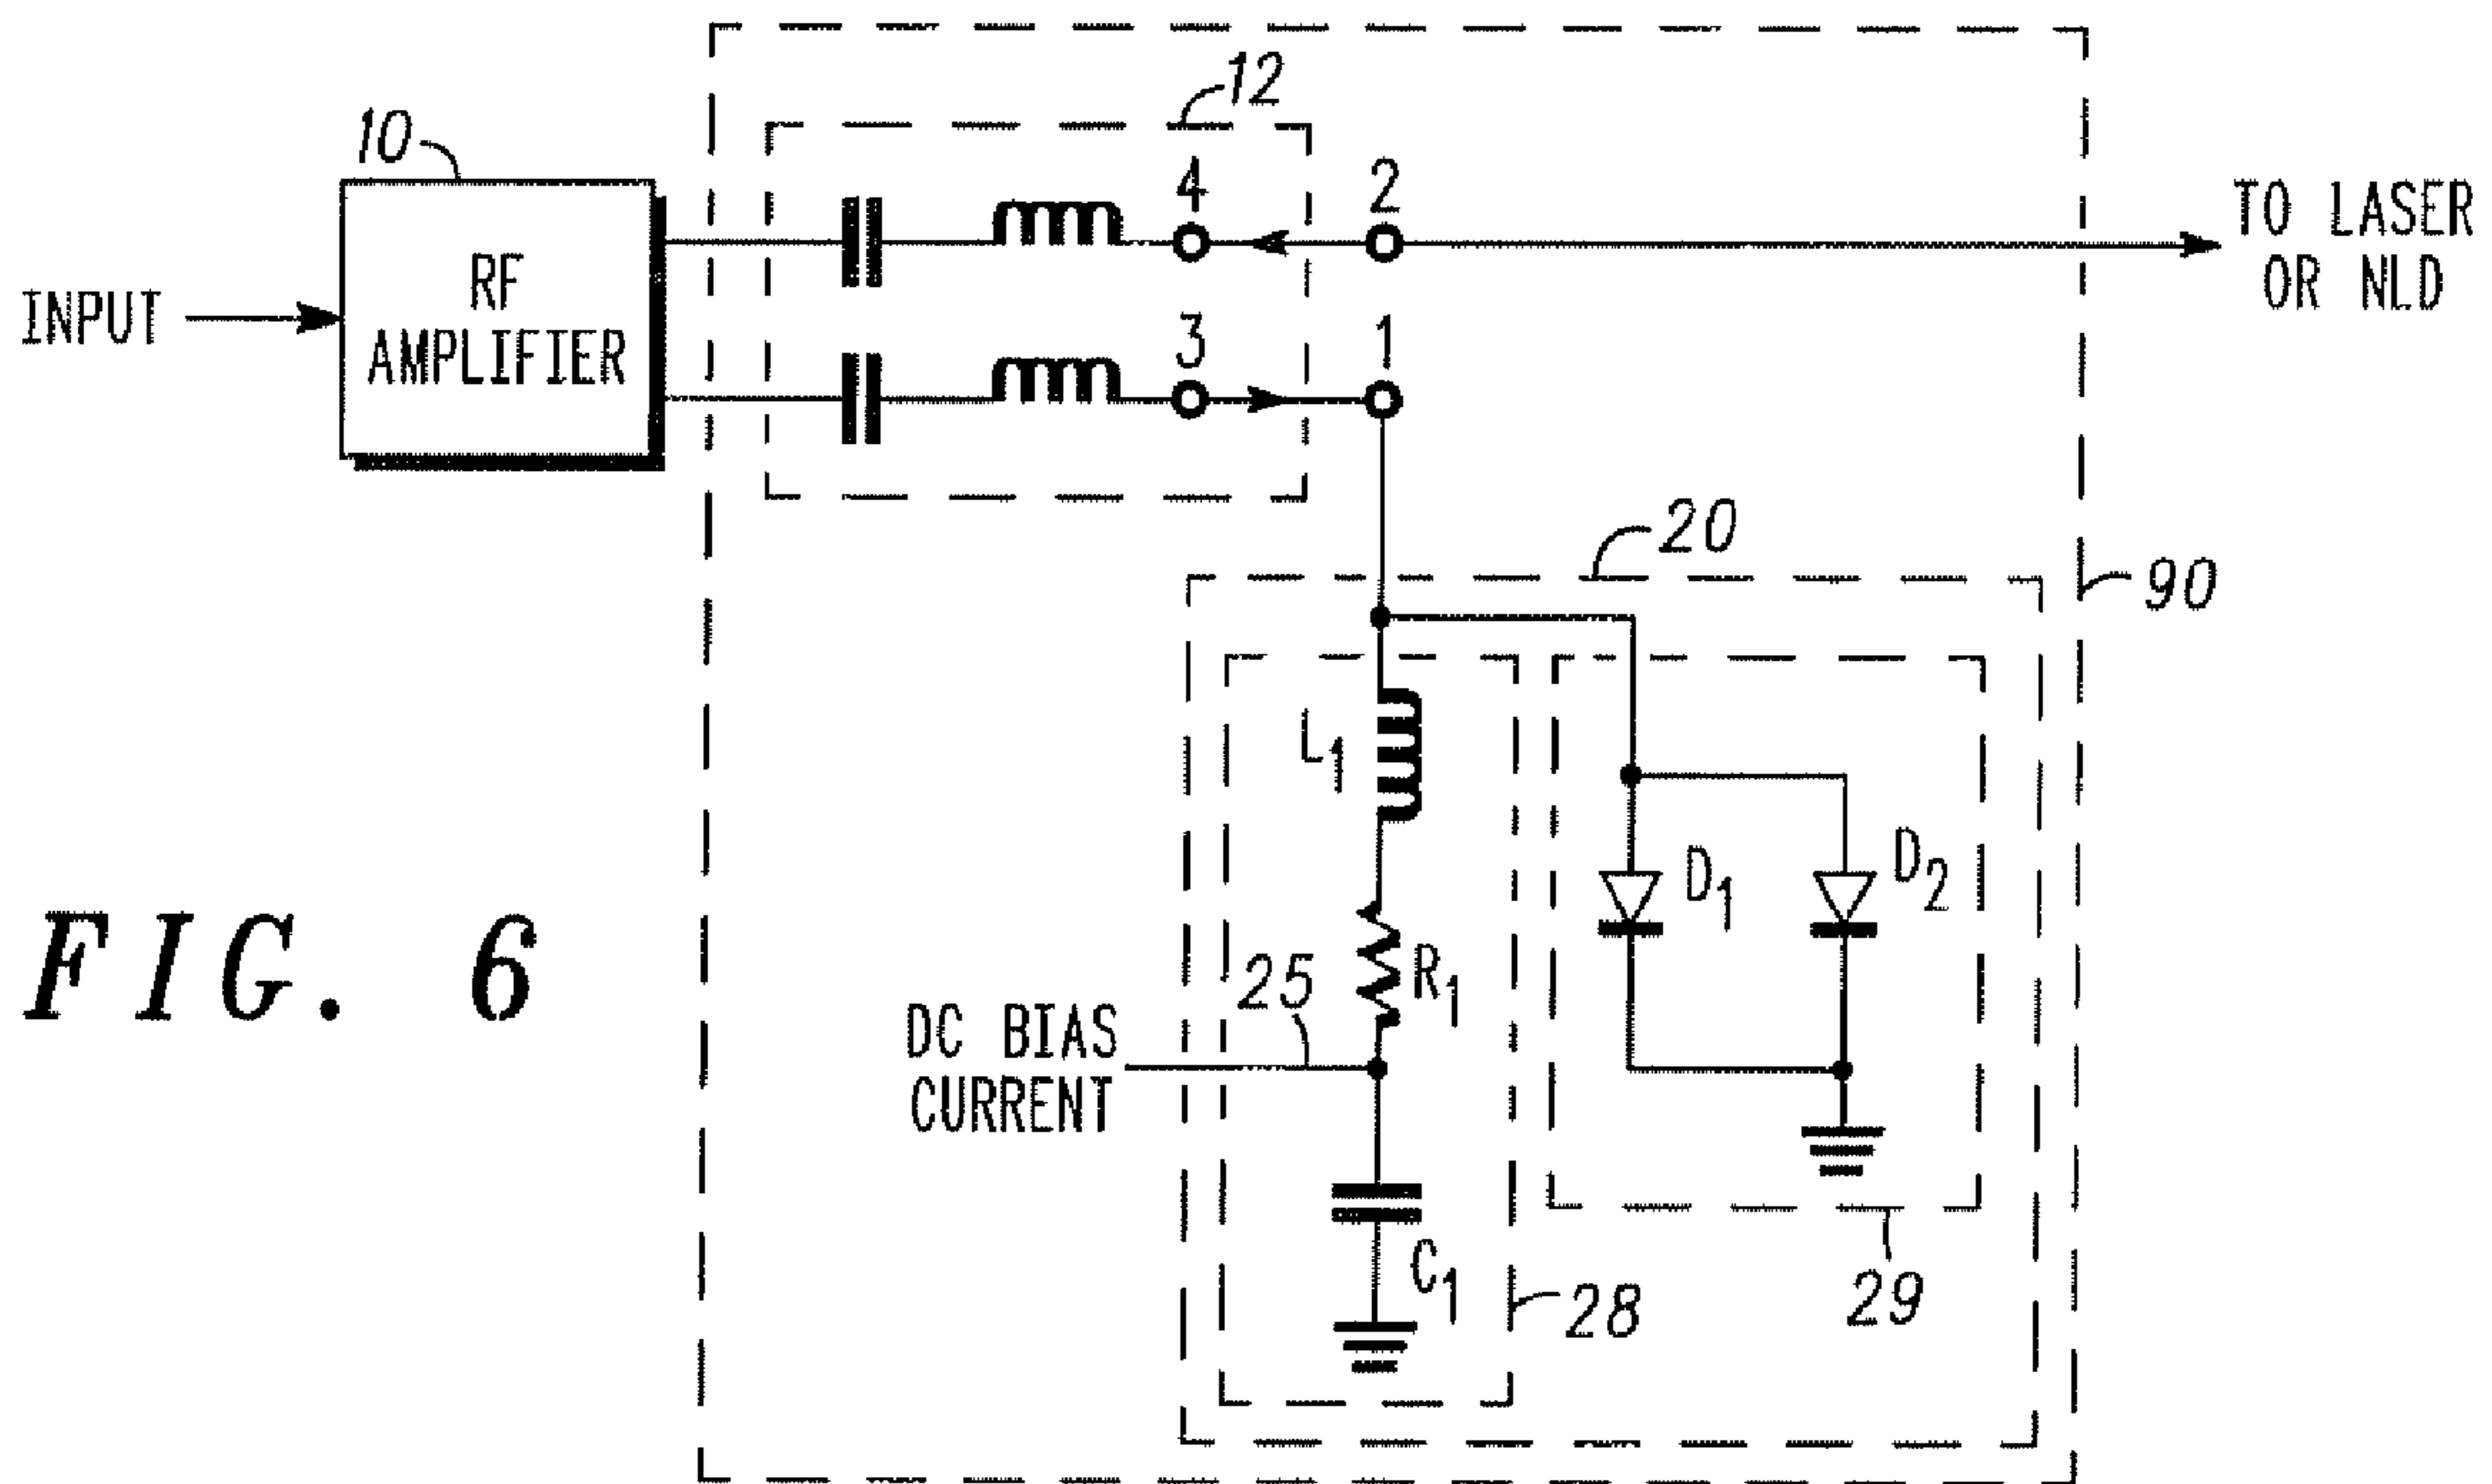 12
10
4
2
TO LASER
OR NLD
RF
AMPLIFIER
INPUT
3
1
20
90
L1
D1
D2
R1
25
DC BIAS
CURRENT
C1
28
29
FIG. 6